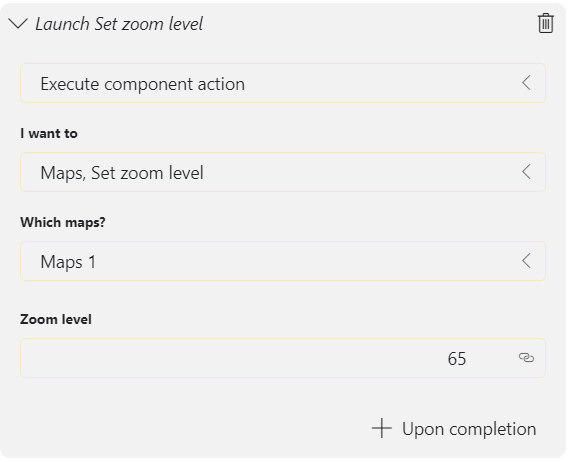 Launch Set zoom level
Execute component action
I want to
Maps, Set zoom level
Which maps?
Maps 1
Zoom level
65
Upon completion